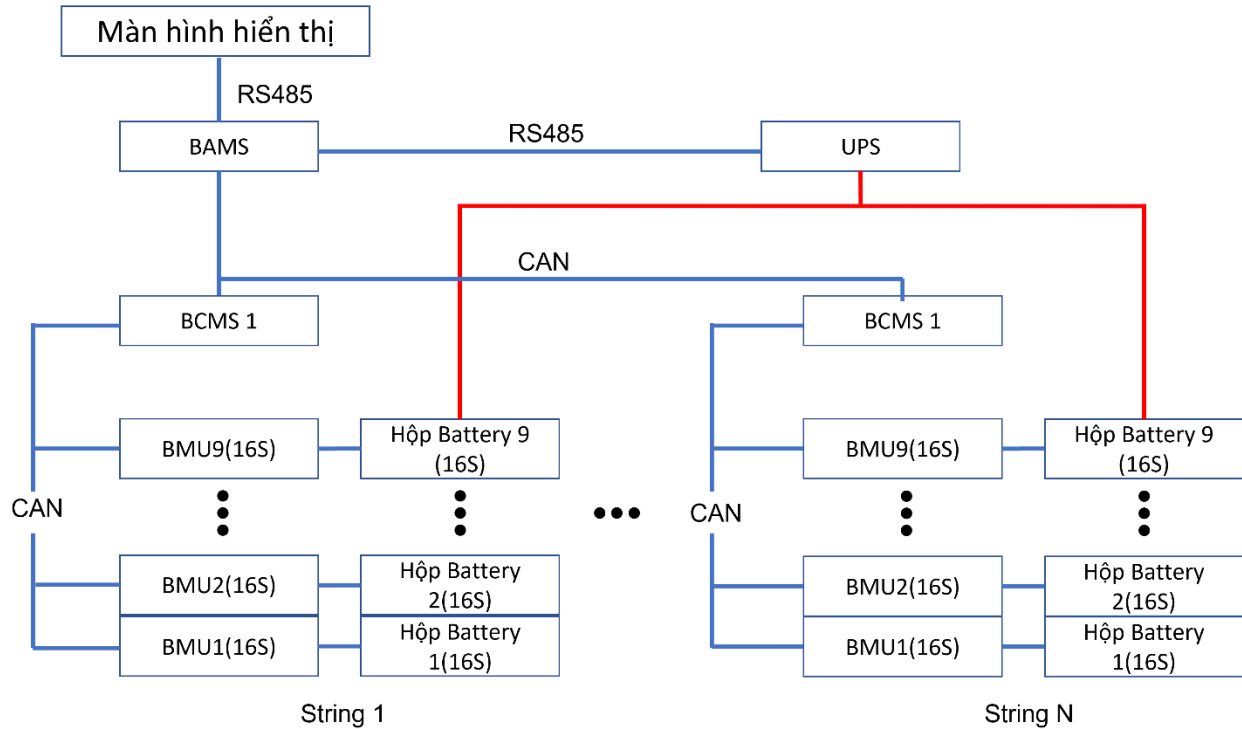 Màn hình hiển thị
RS485
BAMS
RS485
UPS
CAN
BCMS 1
BCMS 1
BMU9(16S)
Hộp Battery 9
(16S)
BMU9(16S)
Hộp Battery 9
(16S)
CAN
CAN
BMU2(16S)
Hộp Battery
2(16S)
BMU2(16S)
Hộp Battery
2(16S)
BMU1(16S)
Hộp Battery
1(16S)
BMU1(16S)
Hộp Battery
1(16S)
String 1
String N